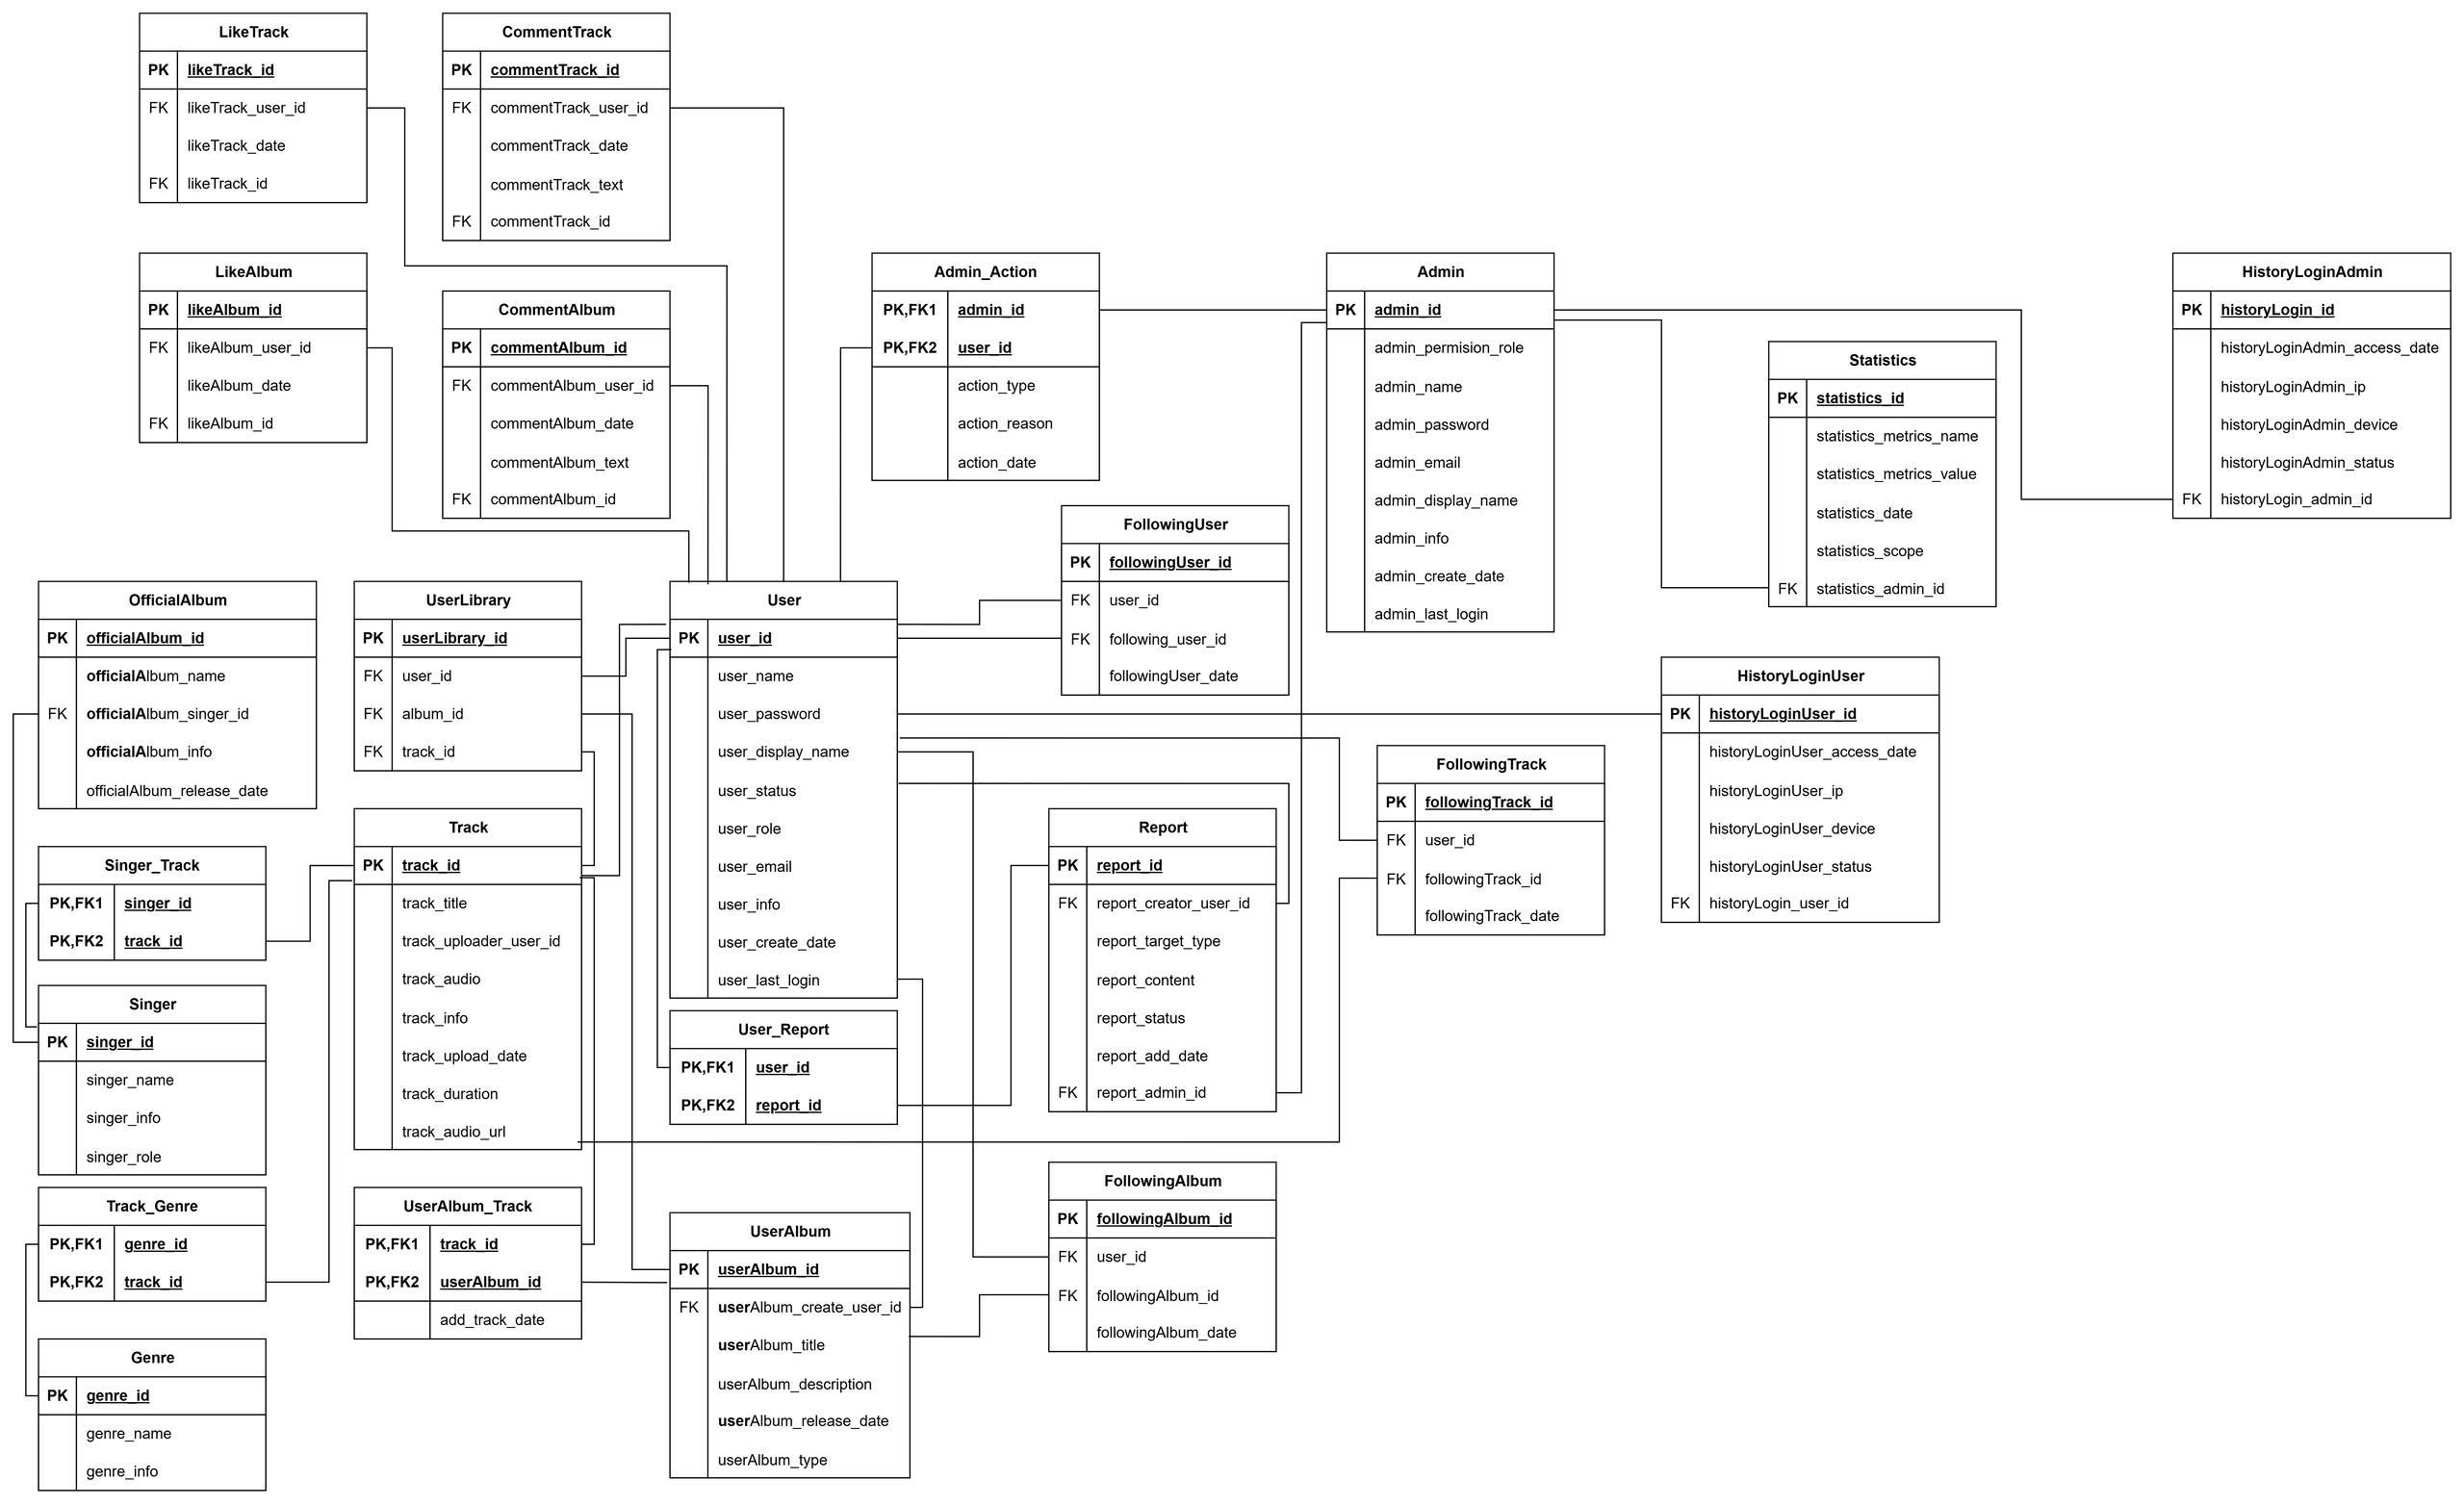 LikeTrack
PK likeTrack_id
FK likeTrack_user_id
likeTrack_date
FK likeTrack_id
CommentTrack
PK commentTrack_id
FK commentTrack_user_id
commentTrack_date
commentTrack_text
FK commentTrack_id
LikeAlbum
PK likeAlbum_id
FK likeAlbum_user_id
likeAlbum_date
FK likeAlbum_id
CommentAlbum
PK commentAlbum_id
FK commentAlbum_user_id
commentAlbum_date
commentAlbum_text
FK commentAlbum_id
Admin_Action
PK,FK1 admin_id
PK,FK2 user_id
action_type
action_reason
action_date
Admin
PK admin_id
admin_permision_role
admin_name
admin_password
admin_email
admin_display_name
admin_info
admin_create_date
admin_last_login
Statistics
PK statistics_id
statistics_metrics_name
statistics_metrics_value
statistics_date
statistics_scope
FK statistics_admin_id
HistoryLoginAdmin
PK historyLogin_id
historyLoginAdmin_access_date
historyLoginAdmin_ip
historyLoginAdmin_device
historyLoginAdmin_status
FK historyLogin_admin_id
FollowingUser
PK followingUser_id
FK user_id
FK following_user_id
followingUser_date
OfficialAlbum
PK officialAlbum_id
officialAlbum_name
FK officialAlbum_singer_id
officialAlbum_info
officialAlbum_release_date
UserLibrary
PK userLibrary_id
FK user_id
FK album_id
FK track_id
User
PK user_id
user_name
user_password
user_display_name
user_status
user_role
user_email
user_info
user_create_date
user_last_login
HistoryLoginUser
PK historyLoginUser_id
historyLoginUser_access_date
historyLoginUser_ip
historyLoginUser_device
historyLoginUser_status
FK historyLogin_user_id
FollowingTrack
PK followingTrack_id
FK user_id
FK followingTrack_id
followingTrack_date
Singer_Track
PK,FK1 singer_id
PK,FK2 track_id
Track
PK track_id
track_title
track_uploader_user_id
track_audio
track_info
track_upload_date
track_duration
track_audio_url
Report
PK report_id
FK report_creator_user_id
report_target_type
report_content
report_status
report_add_date
FK report_admin_id
Singer
PK singer_id
singer_name
singer_info
singer_role
User_Report
PK,FK1 user_id
PK,FK2 report_id
Track_Genre
PK,FK1 genre_id
PK,FK2 track_id
UserAlbum_Track
PK,FK1 track_id
PK,FK2 userAlbum_id
add_track_date
UserAlbum
PK userAlbum_id
FK userAlbum_create_user_id
userAlbum_title
userAlbum_description
userAlbum_release_date
userAlbum_type
FollowingAlbum
PK followingAlbum_id
FK user_id
FK followingAlbum_id
followingAlbum_date
Genre
PK genre_id
genre_name
genre_info